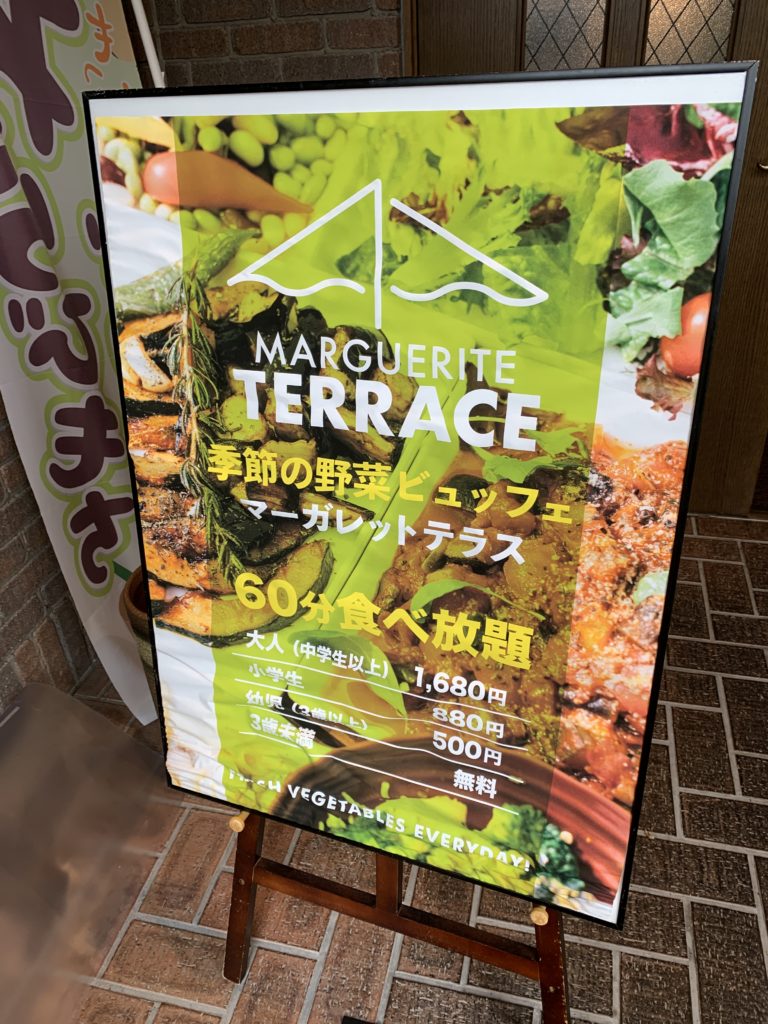 MARGUERITE
TERRACE
季節の野菜ビュッフェ
マーガレットテラス
60分食べ放題
大人（中学生以上） 1,680円
小学生 880円
幼児（3歳以上） 500円
3歳未満 無料
VEGETABLES EVERYDAY!